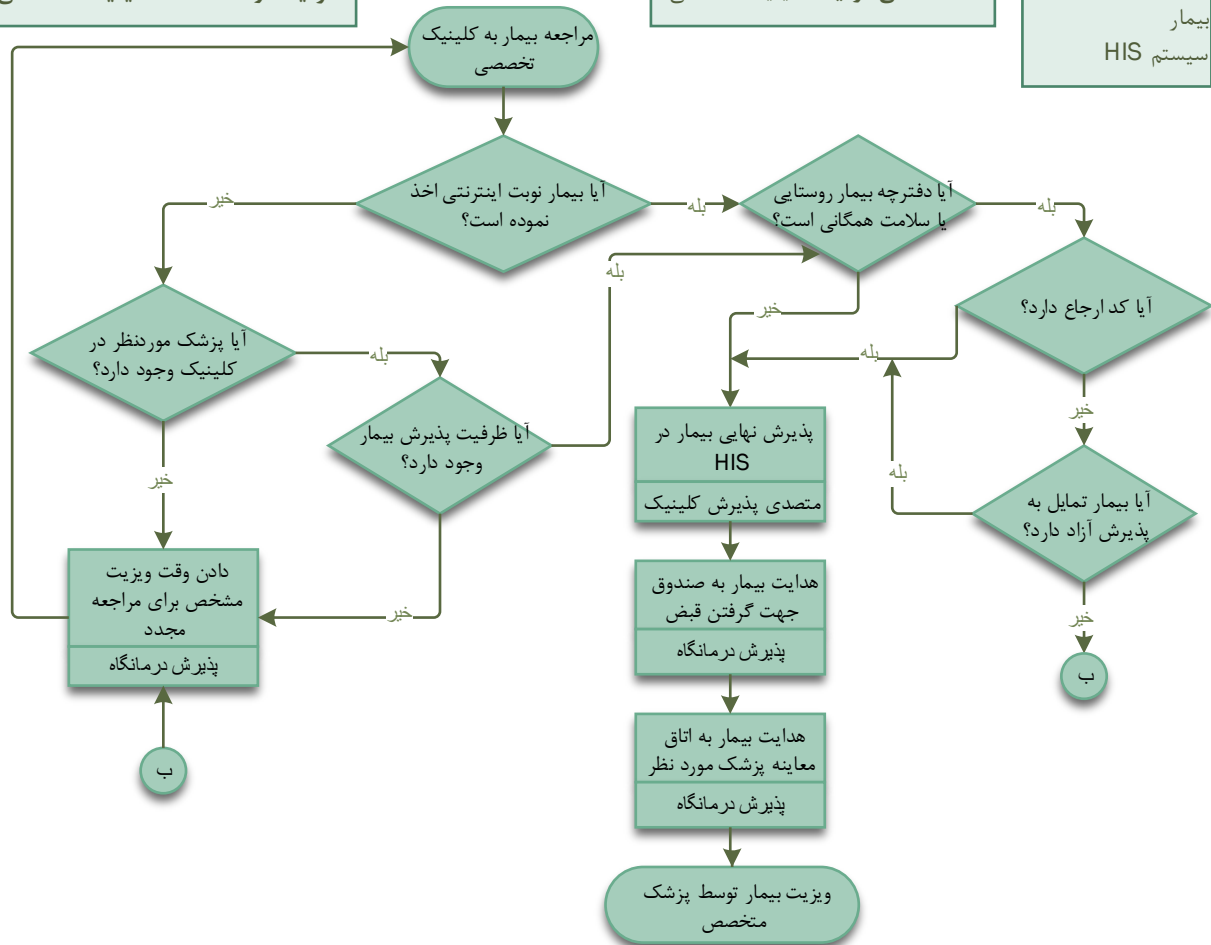 بیمار
سیستم HIS
مراجعه بیمار به کلینیک
تخصصی
آیا بیمار نوبت اینترنتی اخذ
نموده است؟
خیر
بله
آیا دفترچه بیمار روستایی
یا سلامت همگانی است؟
بله
خیر
بله
آیا کد ارجاع دارد؟
بله
خیر
آیا پزشک موردنظر در
کلینیک وجود دارد؟
بله
خیر
آیا ظرفیت پذیرش بیمار
وجود دارد؟
خیر
پذیرش نهایی بیمار در
HIS
متصدی پذیرش کلینیک
آیا بیمار تمایل به
پذیرش آزاد دارد؟
بله
خیر
ب
دادن وقت ویزیت
مشخص برای مراجعه
مجدد
پذیرش درمانگاه
ب
هدایت بیمار به صندوق
جهت گرفتن قبض
پذیرش درمانگاه
هدایت بیمار به اتاق
معاینه پزشک مورد نظر
پذیرش درمانگاه
ویزیت بیمار توسط پزشک
متخصص